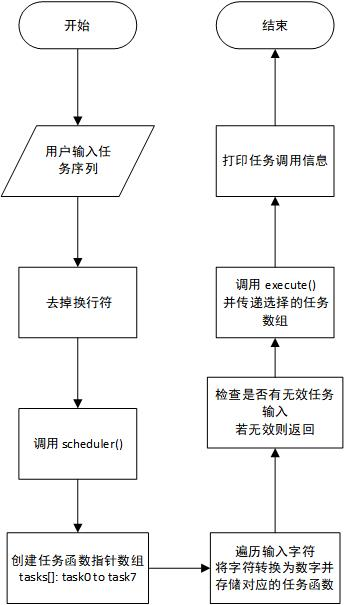 开始
用户输入任
务序列
去掉换行符
调用 scheduler()
创建任务函数指针数组
tasks[]: task0 to task7
遍历输入字符
将字符转换为数字并
存储对应的任务函数
检查是否有无效任务
输入
若无效则返回
调用 execute()
并传递选择的任务
数组
打印任务调用信息
结束